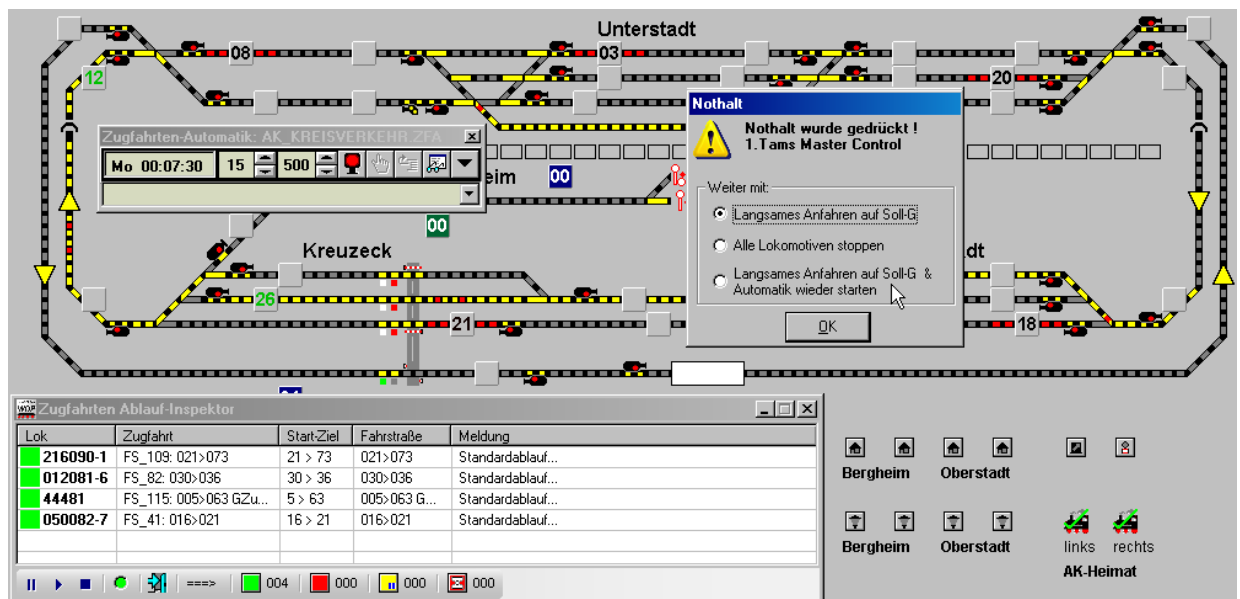 Unterstadt
08
03
12
20
Nothalt
Nothalt wurde gedrückt !
1.Tams Master Control
Weiter mit:
Langsames Anfahren auf Soll-G
Alle Lokomotiven stoppen
Langsames Anfahren auf Soll-G &
Automatik wieder starten
OK
Zugfahrten-Automatik: AK_KREISVERKEHR ZFA
Mo 00:07:30
15
500
eim
00
00
Kreuzeck
dt
26
21
18
Zugfahrten Ablauf-Inspektor
Lok Zugfahrt Start-Ziel Fahrstraße Meldung
216090-1 FS_109: 021>073 21 > 73 021>073 Standardablauf...
012081-6 FS_82: 030>036 30 > 36 030>036 Standardablauf...
44481 FS_115: 005>063 GZu... 5 > 63 005>063 G... Standardablauf...
050082-7 FS_41: 016>021 16 > 21 016>021 Standardablauf...
===> 004 000 000 000
Bergheim Oberstadt
Bergheim Oberstadt
links rechts
AK-Heimat